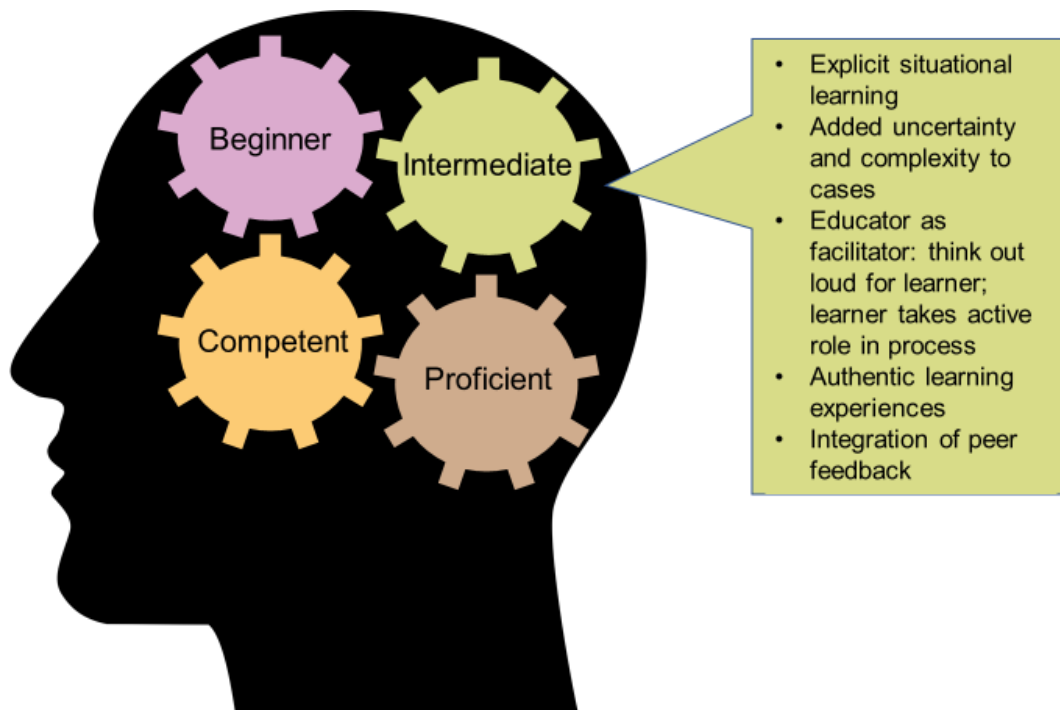 Beginner
Intermediate
Competent
Proficient
• Explicit situational
learning
• Added uncertainty
and complexity to
cases
• Educator as
facilitator: think out
loud for learner;
learner takes active
role in process
• Authentic learning
experiences
• Integration of peer
feedback